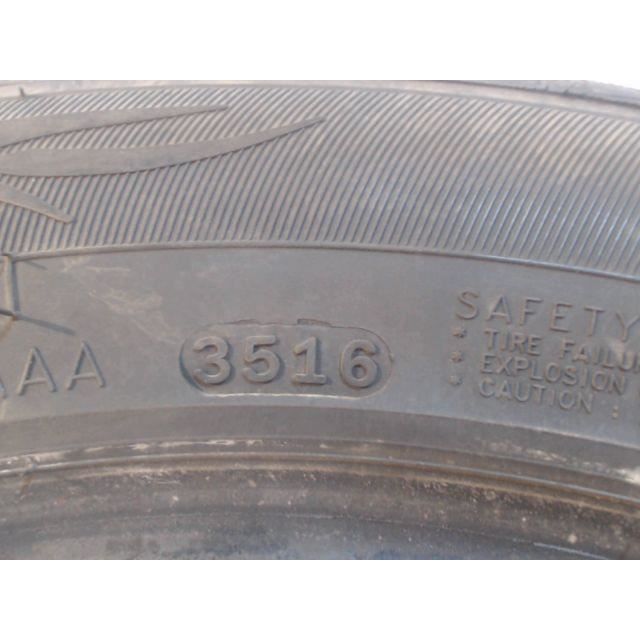 AAA
3516
SAFETY
* TIRE FAILU
* EXPLOSION
* CAUTION :